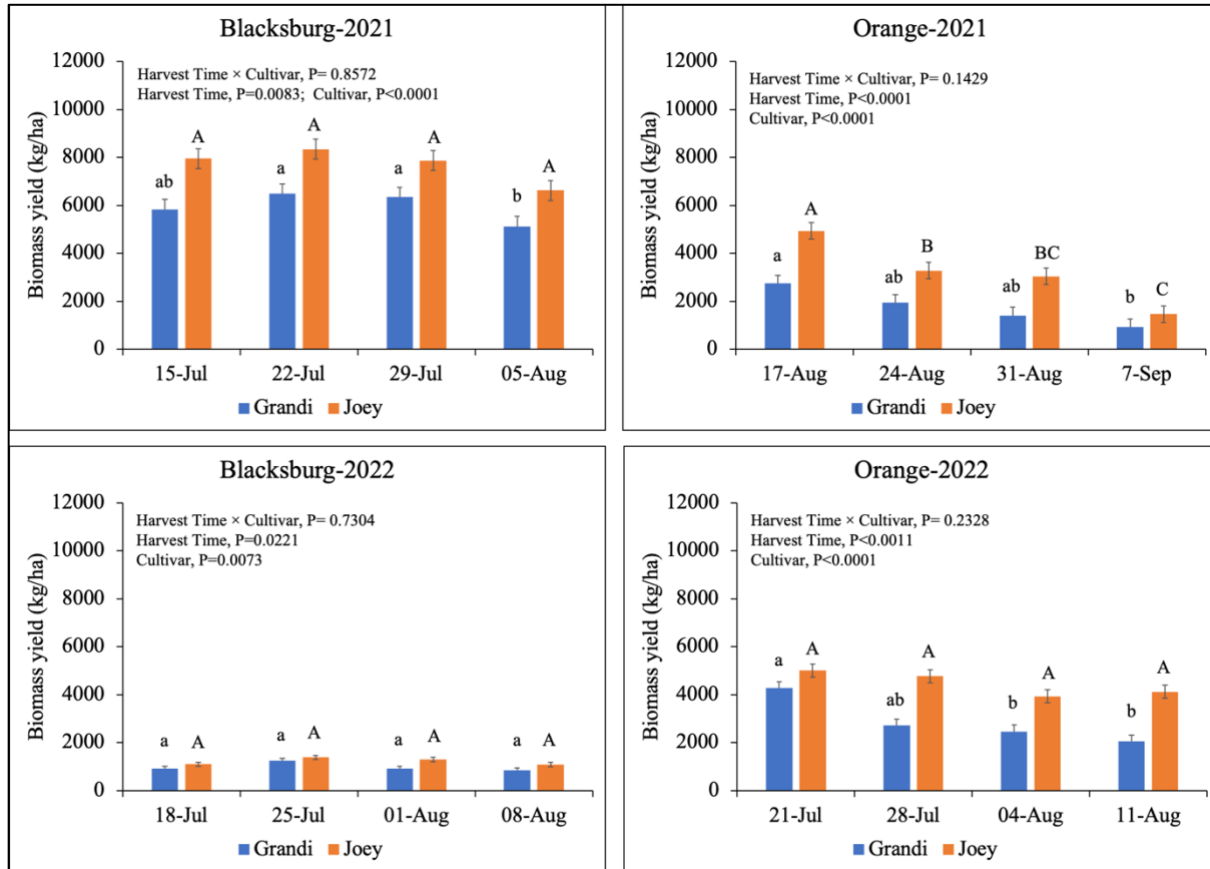 Blacksburg-2021
Harvest Time × Cultivar, P= 0.8572
Harvest Time, P=0.0083; Cultivar, P<0.0001
Biomass yield (kg/ha)
12000
10000
8000
6000
4000
2000
0
ab A a A a A b A
15-Jul 22-Jul 29-Jul 05-Aug
Grandi Joey
Orange-2021
Harvest Time × Cultivar, P= 0.1429
Harvest Time, P<0.0001
Cultivar, P<0.0001
Biomass yield (kg/ha)
12000
10000
8000
6000
4000
2000
0
a A ab B ab BC b C
17-Aug 24-Aug 31-Aug 7-Sep
Grandi Joey
Blacksburg-2022
Harvest Time × Cultivar, P= 0.7304
Harvest Time, P=0.0221
Cultivar, P=0.0073
Biomass yield (kg/ha)
12000
10000
8000
6000
4000
2000
0
a A a A a A a A
18-Jul 25-Jul 01-Aug 08-Aug
Grandi Joey
Orange-2022
Harvest Time × Cultivar, P= 0.2328
Harvest Time, P<0.0011
Cultivar, P<0.0001
Biomass yield (kg/ha)
12000
10000
8000
6000
4000
2000
0
a A ab A b A b A
21-Jul 28-Jul 04-Aug 11-Aug
Grandi Joey